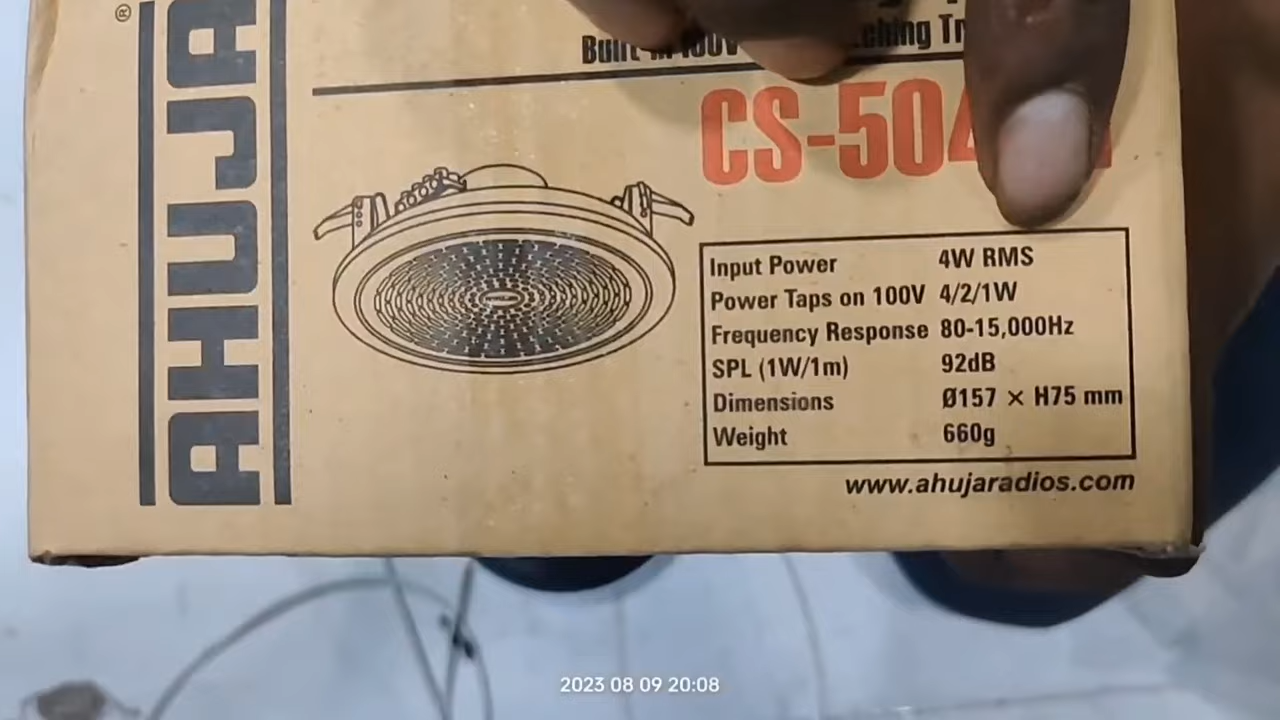 ®
AHUJA
Built-in 100V
CS-504
Input Power 4W RMS
Power Taps on 100V 4/2/1W
Frequency Response 80-15,000Hz
SPL (1W/1m) 92dB
Dimensions Ø157 × H75 mm
Weight 660g
www.ahujaradios.com
2023 08 09 20:08